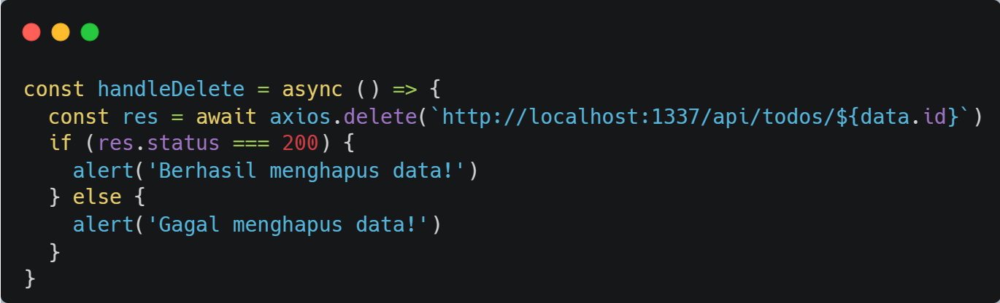 const handleDelete = async () => {
  const res = await axios.delete(`http://localhost:1337/api/todos/${data.id}`)
  if (res.status === 200) {
    alert('Berhasil menghapus data!')
  } else {
    alert('Gagal menghapus data!')
  }
}